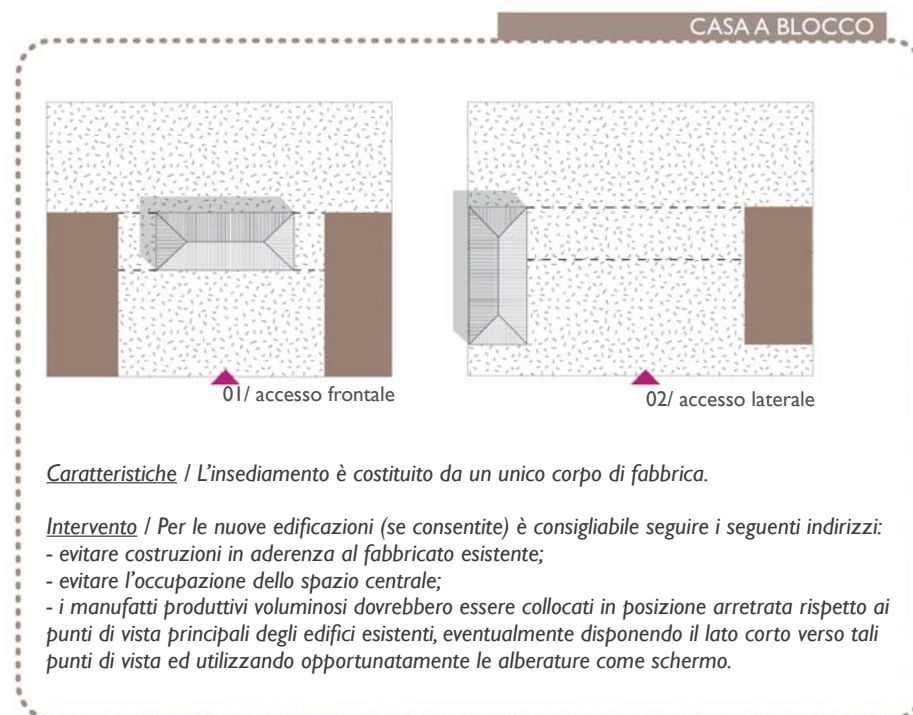 CASA A BLOCCO
01/ accesso frontale
02/ accesso laterale
Caratteristiche / L'insediamento è costituito da un unico corpo di fabbrica.
Intervento / Per le nuove edificazioni (se consentite) è consigliabile seguire i seguenti indirizzi:
- evitare costruzioni in aderenza al fabbricato esistente;
- evitare l'occupazione dello spazio centrale;
- i manufatti produttivi voluminosi dovrebbero essere collocati in posizione arretrata rispetto ai
punti di vista principali degli edifici esistenti, eventualmente disponendo il lato corto verso tali
punti di vista ed utilizzando opportunatamente le alberature come schermo.